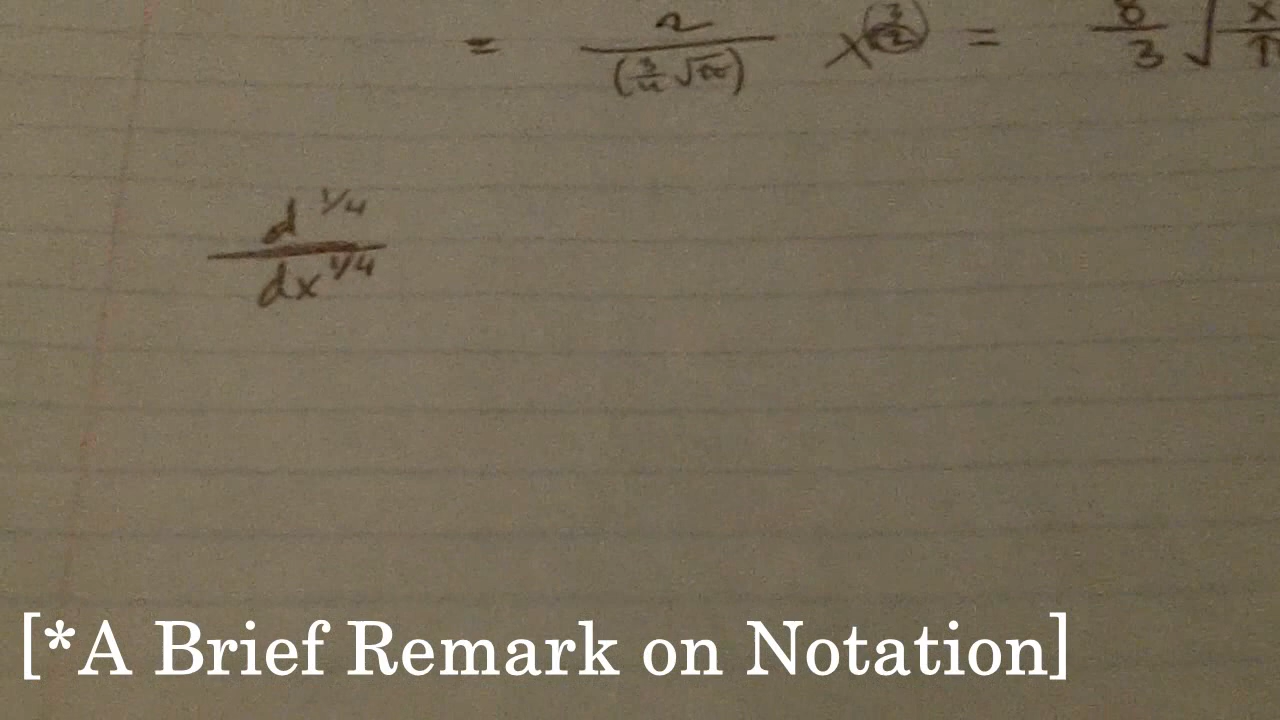 = 2/((3/4)√π) x^(3/2) = 8/3 √x/π
d^1/4
dx^1/4
[*A Brief Remark on Notation]